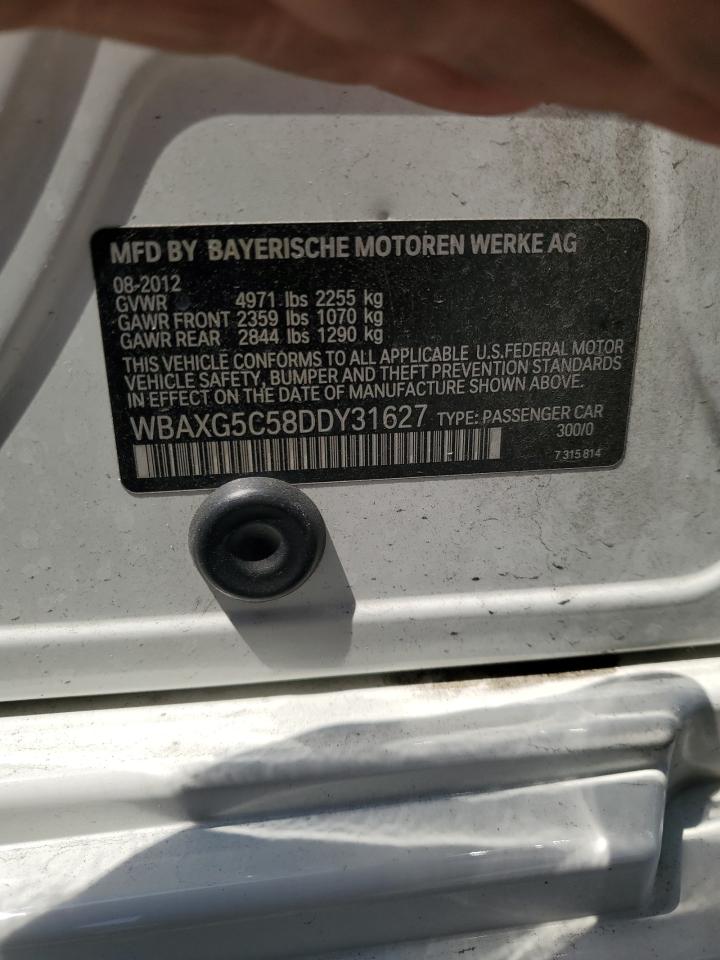 MFD BY BAYERISCHE MOTOREN WERKE AG
08-2012
GVWR 4971 lbs 2255 kg
GAWR FRONT 2359 lbs 1070 kg
GAWR REAR 2844 lbs 1290 kg
THIS VEHICLE CONFORMS TO ALL APPLICABLE U.S.FEDERAL MOTOR
VEHICLE SAFETY, BUMPER AND THEFT PREVENTION STANDARDS
IN EFFECT ON THE DATE OF MANUFACTURE SHOWN ABOVE.
WBAXG5C58DDY31627 TYPE: PASSENGER CAR
300/0
7 315 814